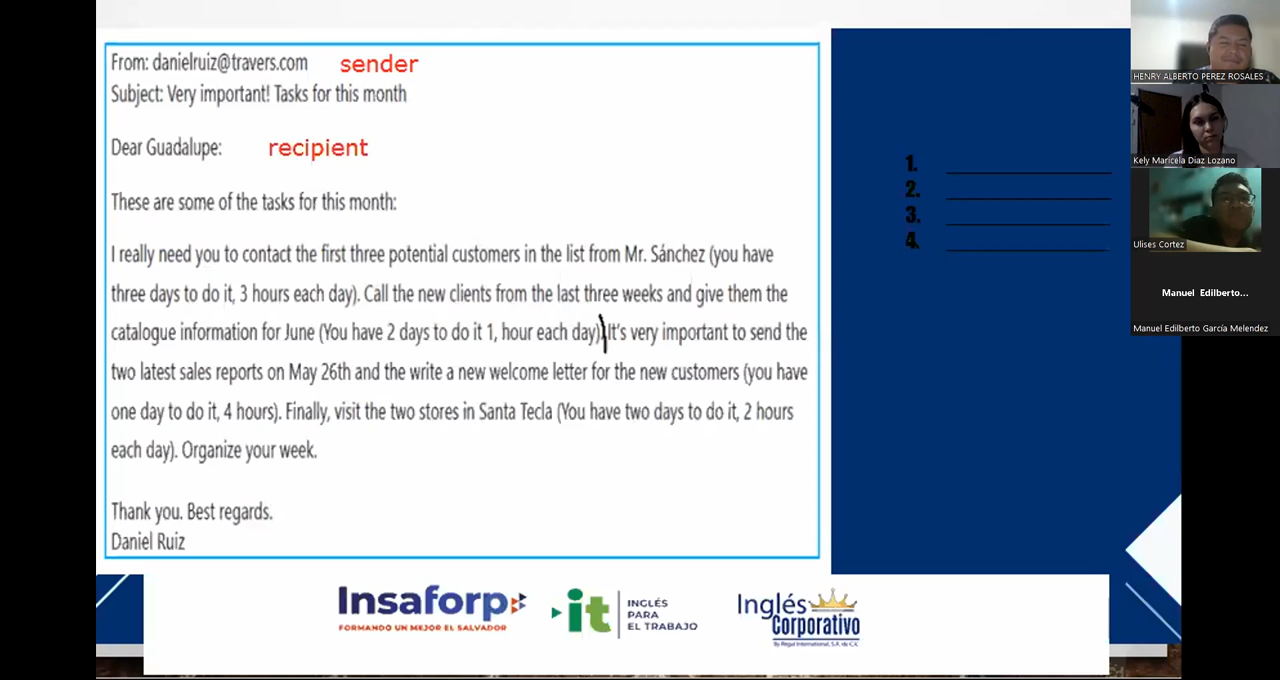 From: danielruiz@travers.com sender
Subject: Very important! Tasks for this month
Dear Guadalupe: recipient
These are some of the tasks for this month:
I really need you to contact the first three potential customers in the list from Mr. Sánchez (you have
three days to do it, 3 hours each day). Call the new clients from the last three weeks and give them the
catalogue information for June (You have 2 days to do it 1, hour each day). It's very important to send the
two latest sales reports on May 26th and the write a new welcome letter for the new customers (you have
one day to do it, 4 hours). Finally, visit the two stores in Santa Tecla (You have two days to do it, 2 hours
each day). Organize your week.
Thank you. Best regards.
Daniel Ruiz
1.
2.
3.
4.
HENRY ALBERTO PEREZ ROSALES
Kely Maricela Diaz Lozano
Ulises Cortez
Manuel Edilberto...
Manuel Edilberto García Melendez
Insaforp
FORMANDO UN MEJOR EL SALVADOR
it
INGLÉS
PARA
EL TRABAJO
Inglés
Corporativo
By Regal International, S.A. de C.V.